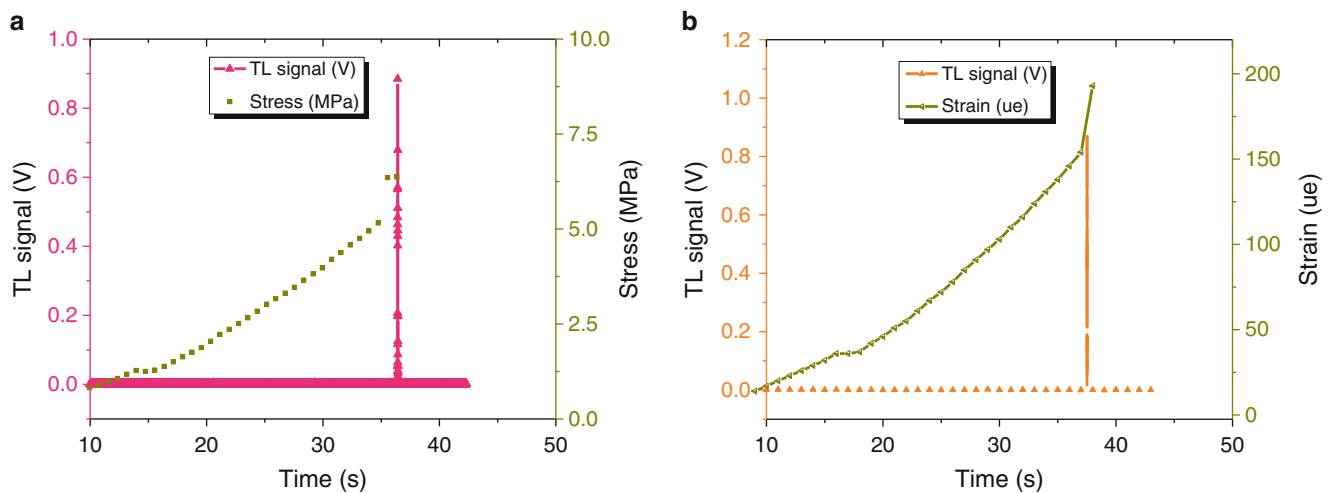 a
TL signal (V)
Stress (MPa)
1.0
0.8
0.6
0.4
0.2
0.0
TL signal (V)
10.0
7.5
5.0
2.5
0.0
Stress (MPa)
10 20 30 40 50
Time (s)
b
TL signal (V)
Strain (ue)
1.2
1.0
0.8
0.6
0.4
0.2
0.0
TL signal (V)
200
150
100
50
0
Strain (ue)
10 20 30 40 50
Time (s)